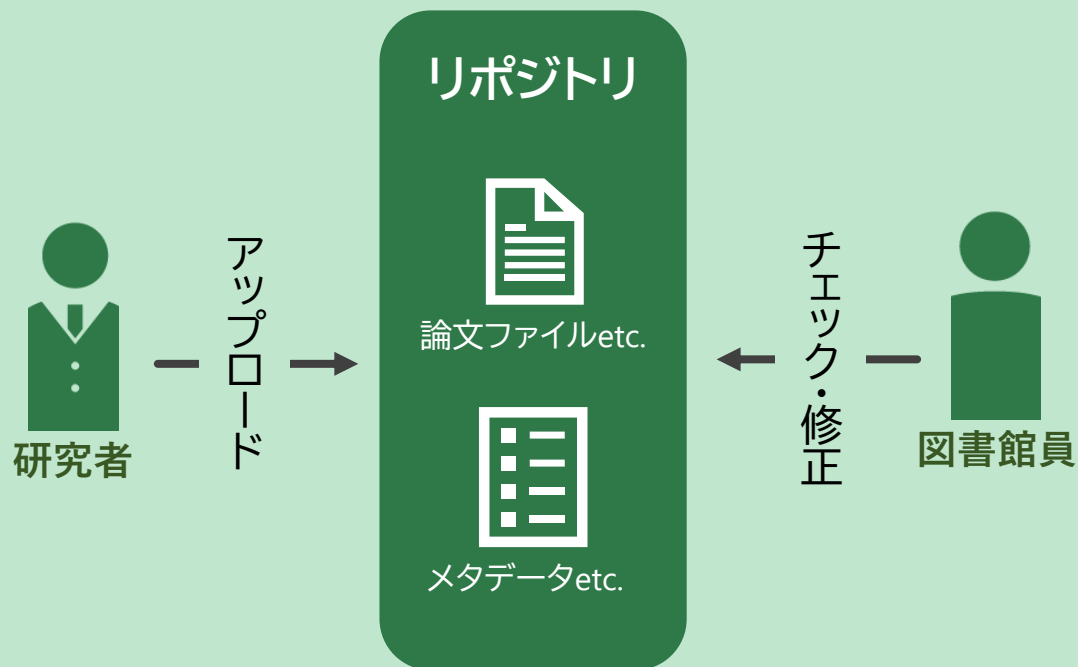 リポジトリ
論文ファイルetc.
メタデータetc.
アップロード
研究者
チェック・修正
図書館員